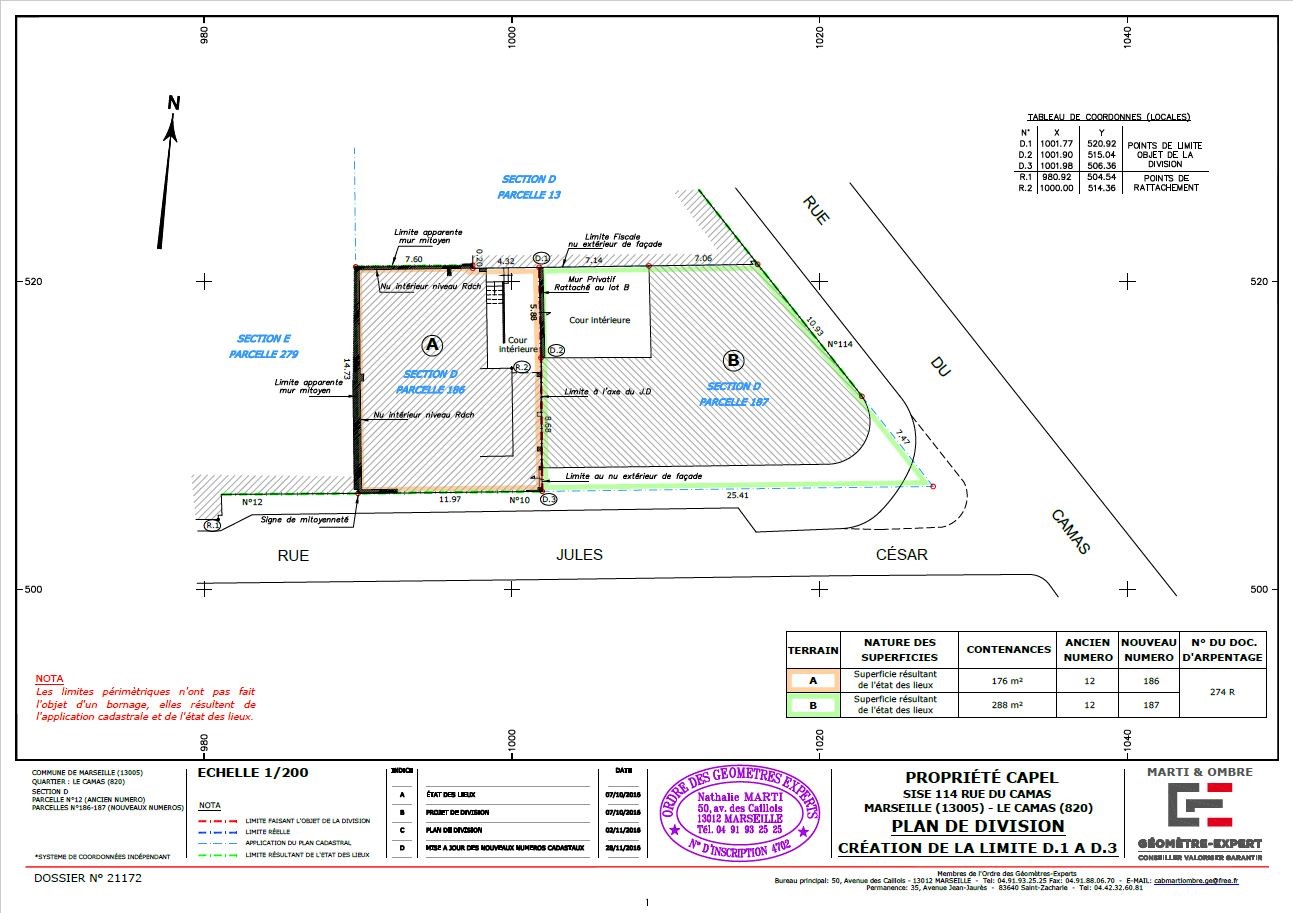 980
1000
1020
1040
N
TABLEAU DE COORDONNES (LOCALES)
N° X Y
D.1 1001.77 520.92
D.2 1001.90 515.04
D.3 1001.98 506.36
POINTS DE LIMITE
OBJET DE LA
DIVISION
R.1 980.92 504.54
R.2 1000.00 514.36
POINTS DE
RATTACHEMENT
SECTION D
PARCELLE 13
RUE
Limite apparente
mur mitoyen
Limite Fiscale
nu extérieur de façade
7.60
0.20
4.32
D.1
7.14
7.06
520
520
Nu intérieur niveau Rdch
Mur Privatif
Rattaché au lot B
5.88
Cour intérieure
10.93
N°114
SECTION E
PARCELLE 279
A
Cour
intérieure
D.2
B
DU
14.73
R.2
SECTION D
PARCELLE 186
SECTION D
PARCELLE 187
Limite apparente
mur mitoyen
Limite à l'axe du J.D
Nu intérieur niveau Rdch
8.68
7.47
Limite au nu extérieur de façade
N°12
11.97
N°10
D.3
25.41
R.1
Signe de mitoyenneté
CAMAS
RUE
JULES
CÉSAR
500
500
TERRAIN
NATURE DES
SUPERFICIES
CONTENANCES
ANCIEN
NUMERO
NOUVEAU
NUMERO
N° DU DOC.
D'ARPENTAGE
A
Superficie résultant
de l'état des lieux
176 m²
12
186
B
Superficie résultant
de l'état des lieux
288 m²
12
187
274 R
NOTA
Les limites périmètriques n'ont pas fait
l'objet d'un bornage, elles résultent de
l'application cadastrale et de l'état des lieux.
980
1000
1020
1040
COMMUNE DE MARSEILLE (13005)
QUARTIER : LE CAMAS (820)
SECTION D
PARCELLE N°12 (ANCIEN NUMERO)
PARCELLES N°186-187 (NOUVEAUX NUMEROS)
*SYSTEME DE COORDONNÉES INDÉPENDANT
ECHELLE 1/200
NOTA
LIMITE FAISANT L'OBJET DE LA DIVISION
LIMITE RÉELLE
APPLICATION DU PLAN CADASTRAL
LIMITE RÉSULTANT DE L'ETAT DES LIEUX
INDICE
DATE
A ÉTAT DES LIEUX 07/10/2016
B PROJET DE DIVISION 07/10/2016
C PLAN DE DIVISION 02/11/2016
D MISE A JOUR DES NOUVEAUX NUMEROS CADASTAUX 28/11/2016
ORDRE DES GEOMETRES EXPERTS
Nathalie MARTI
50, av. des Caillols
13012 MARSEILLE
Tél. 04 91 93 25 25
N° D'INSCRIPTION 4702
PROPRIÉTÉ CAPEL
SISE 114 RUE DU CAMAS
MARSEILLE (13005) - LE CAMAS (820)
PLAN DE DIVISION
CRÉATION DE LA LIMITE D.1 A D.3
MARTI & OMBRE
GÉOMÈTRE-EXPERT
CONSEILLER VALORISER GARANTIR
DOSSIER N° 21172
Membres de l'Ordre des Géomètres-Experts
Bureau principal: 50, Avenue des Caillols - 13012 MARSEILLE - Tel: 04.91.93.25.25 Fax: 04.91.88.06.70 - E-MAIL: cabmartiombre.ge@free.fr
Permanence: 35, Avenue Jean-Jaurès - 83640 Saint-Zacharie - Tel: 04.42.32.60.81
1